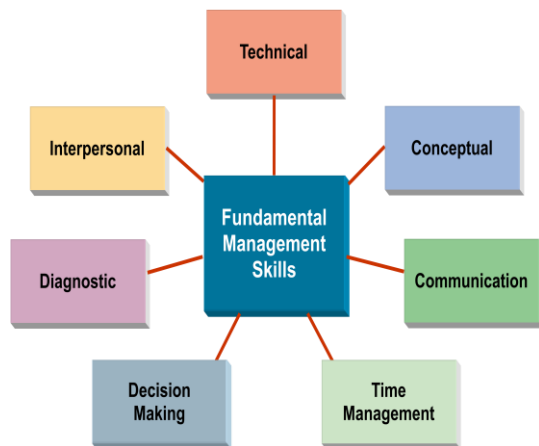 Technical
Interpersonal
Conceptual
Fundamental
Management
Skills
Diagnostic
Communication
Decision
Making
Time
Management